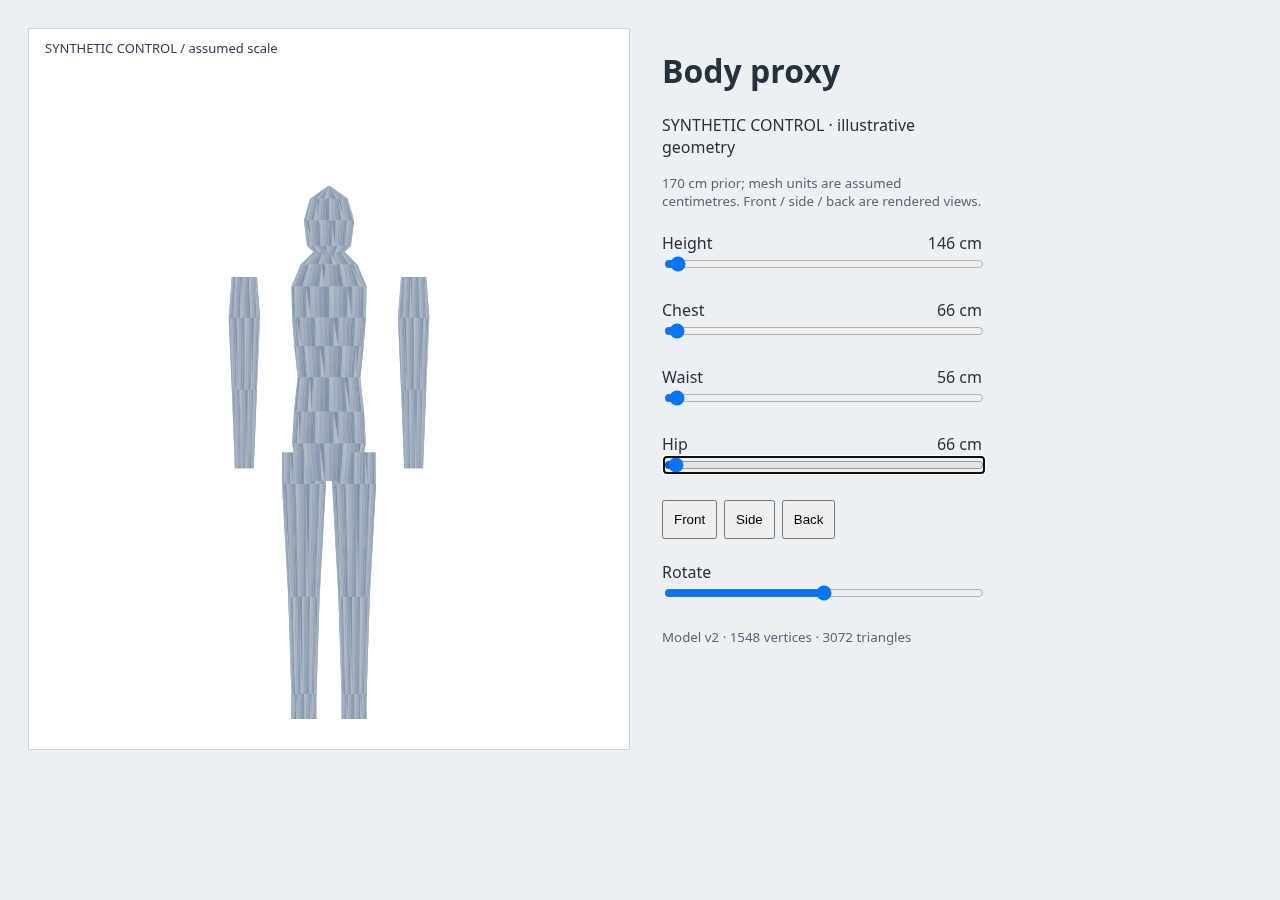 SYNTHETIC CONTROL / assumed scale
Body proxy
SYNTHETIC CONTROL · illustrative
geometry
170 cm prior; mesh units are assumed
centimetres. Front / side / back are rendered views.
Height 146 cm
Chest 66 cm
Waist 56 cm
Hip 66 cm
Front Side Back
Rotate
Model v2 · 1548 vertices · 3072 triangles